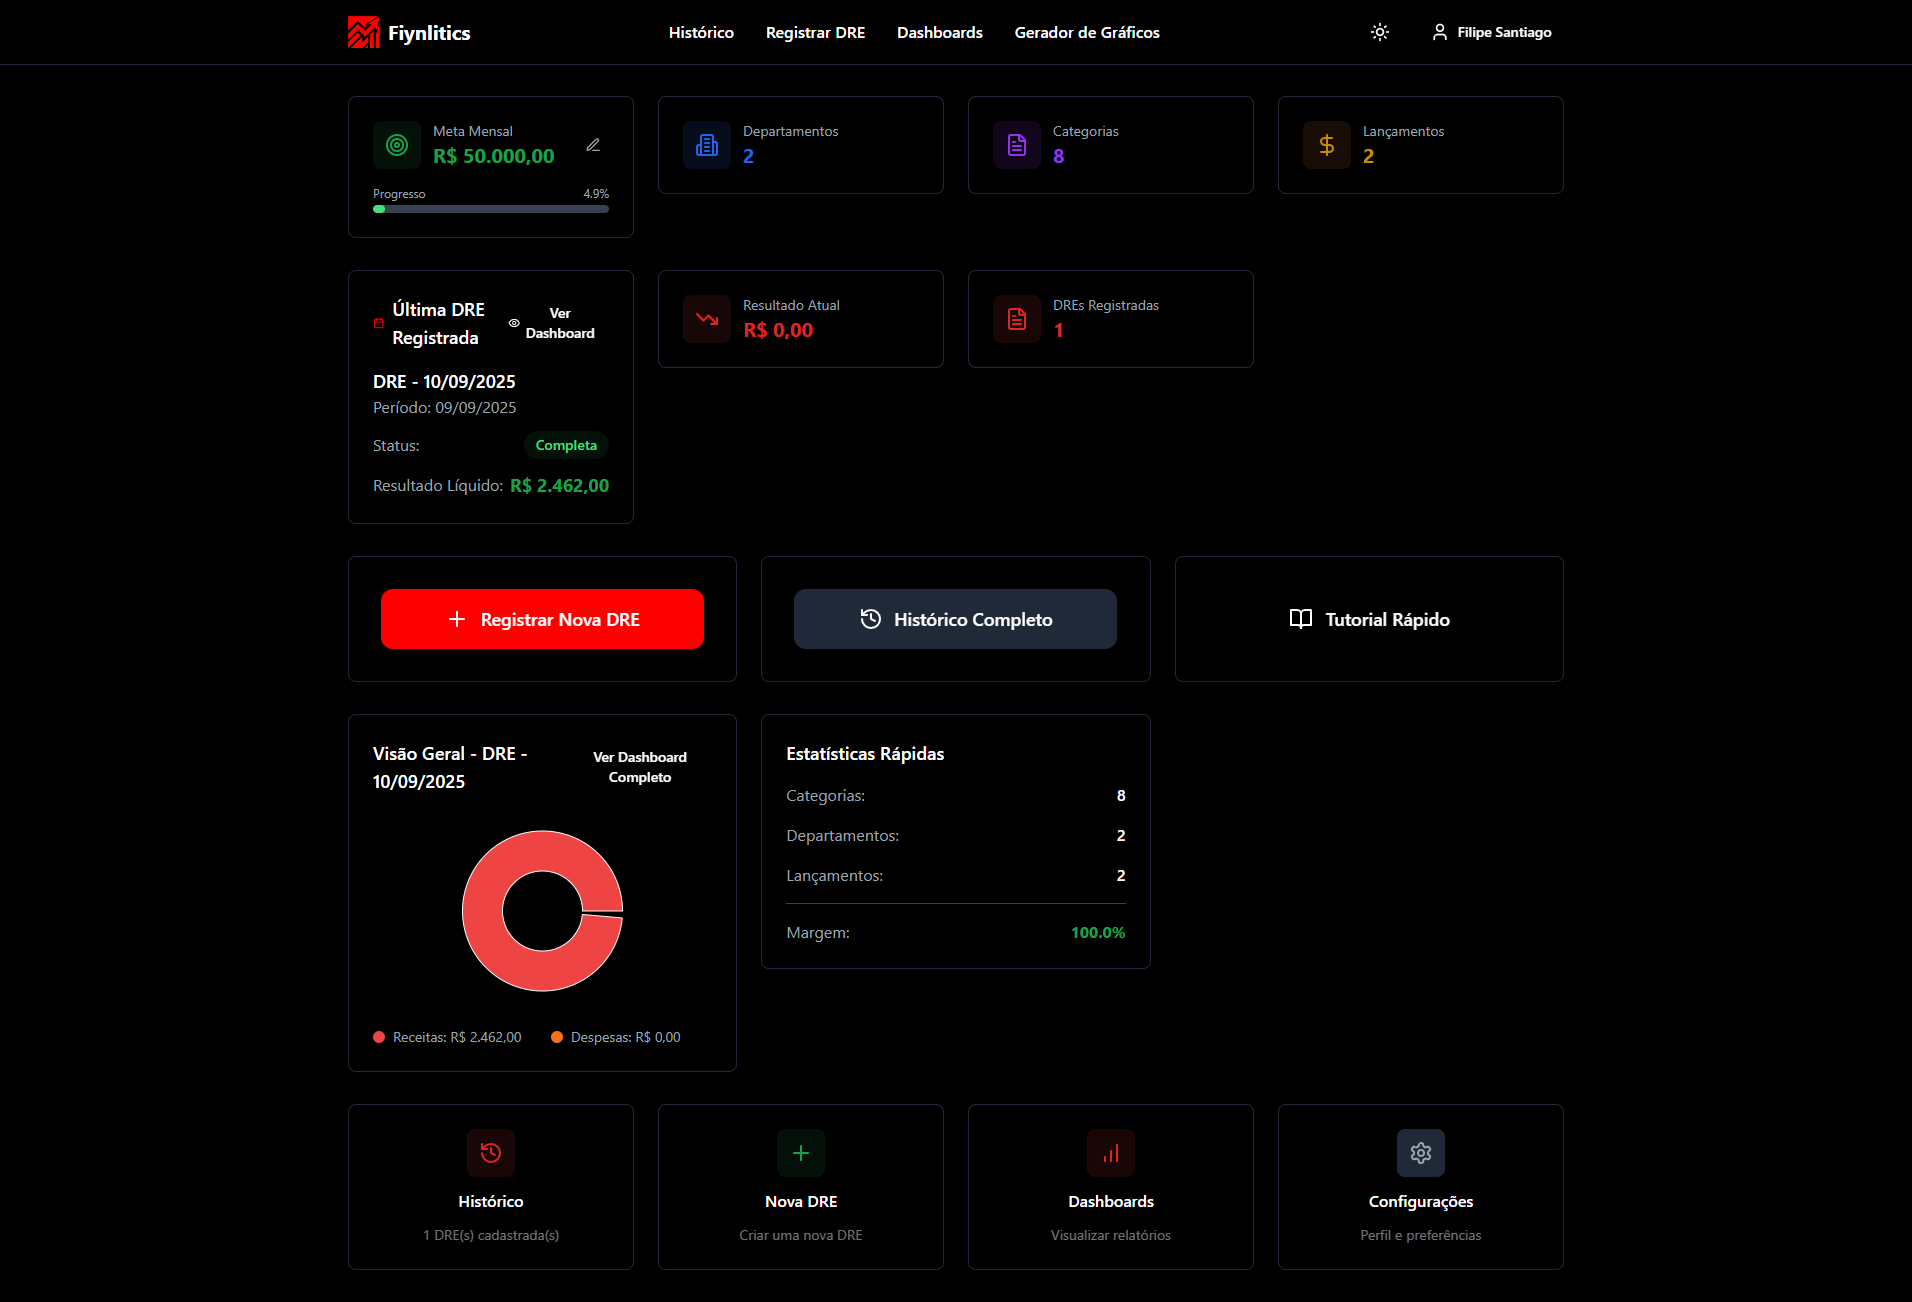 Fiynlitics
Histórico
Registrar DRE
Dashboards
Gerador de Gráficos
Filipe Santiago
Meta Mensal
R$ 50.000,00
Progresso
4.9%
Departamentos
2
Categorias
8
Lançamentos
2
Última DRE
Registrada
Ver
Dashboard
DRE - 10/09/2025
Período: 09/09/2025
Status:
Completa
Resultado Líquido:
R$ 2.462,00
Resultado Atual
R$ 0,00
DREs Registradas
1
Registrar Nova DRE
Histórico Completo
Tutorial Rápido
Visão Geral - DRE -
10/09/2025
Ver Dashboard
Completo
Receitas: R$ 2.462,00
Despesas: R$ 0,00
Estatísticas Rápidas
Categorias:
8
Departamentos:
2
Lançamentos:
2
Margem:
100.0%
Histórico
1 DRE(s) cadastrada(s)
Nova DRE
Criar uma nova DRE
Dashboards
Visualizar relatórios
Configurações
Perfil e preferências